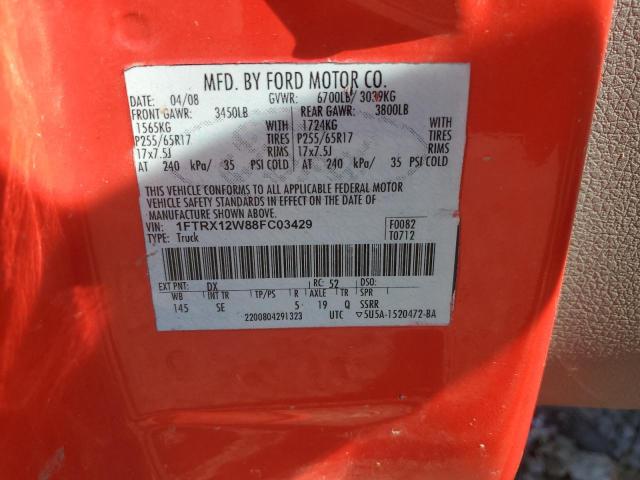 MFD. BY FORD MOTOR CO.
DATE: 04/08 GVWR: 6700LB/ 3039KG
FRONT GAWR: 3450LB REAR GAWR: 3800LB
1565KG WITH 1724KG WITH
P255/65R17 TIRES P255/65R17 TIRES
17x7.5J RIMS 17x7.5J RIMS
AT 240 kPa/ 35 PSI COLD AT 240 kPa/ 35 PSI COLD
THIS VEHICLE CONFORMS TO ALL APPLICABLE FEDERAL MOTOR
VEHICLE SAFETY STANDARDS IN EFFECT ON THE DATE OF
MANUFACTURE SHOWN ABOVE.
VIN: 1FTRX12W88FC03429 F0082
TYPE: Truck T0712
EXT PNT: DX RC: 52 DSO:
WB INT TR TP/PS R AXLE TR SPR
145 SE 5 19 Q SSRR
2200804291323 UTC ▽5U5A-1520472-BA